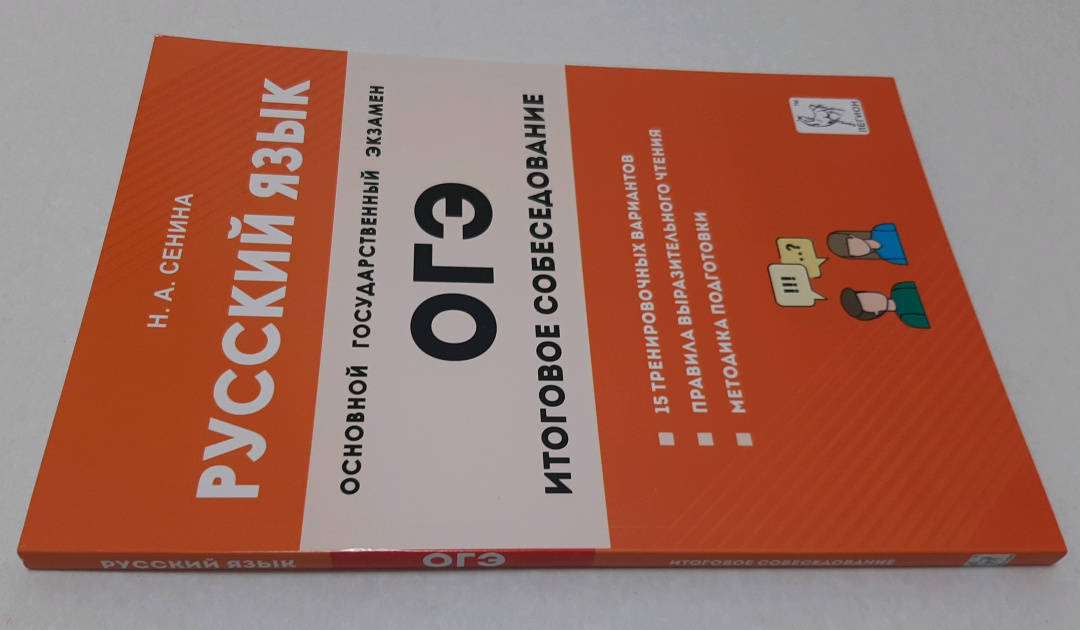 Н. А. СЕНИНА
РУССКИЙ ЯЗЫК
ОСНОВНОЙ ГОСУДАРСТВЕННЫЙ ЭКЗАМЕН
ОГЭ
ИТОГОВОЕ СОБЕСЕДОВАНИЕ
15 ТРЕНИРОВОЧНЫХ ВАРИАНТОВ
ПРАВИЛА ВЫРАЗИТЕЛЬНОГО ЧТЕНИЯ
МЕТОДИКА ПОДГОТОВКИ
!!!
..?
ЛЕГИОН
TM
РУССКИЙ ЯЗЫК
ОГЭ
ИТОГОВОЕ СОБЕСЕДОВАНИЕ